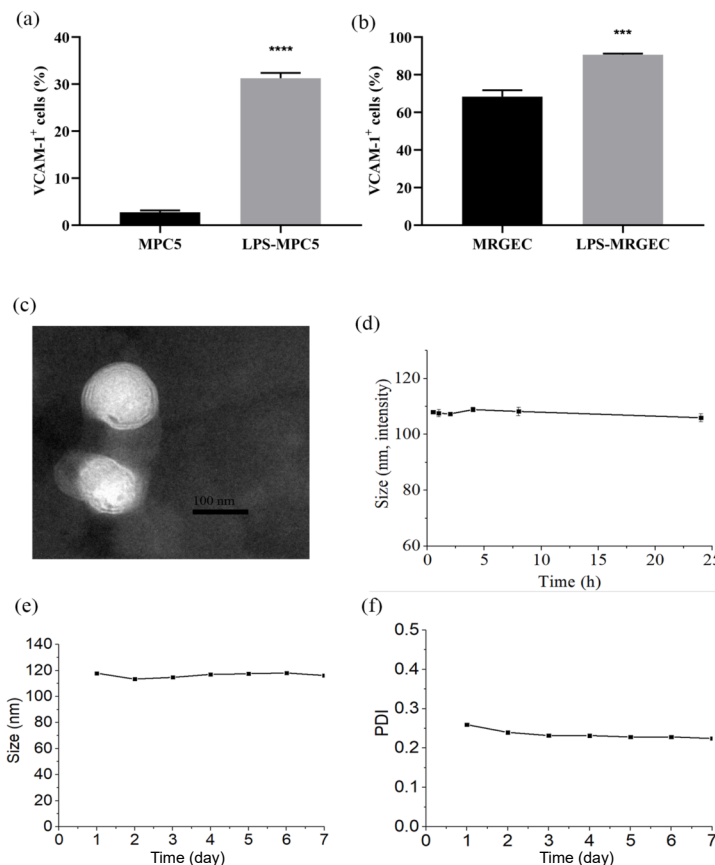 (a)
VCAM-1+ cells (%)
40
30
20
10
0
****
MPC5
LPS-MPC5
(b)
VCAM-1+ cells (%)
100
80
60
40
20
0
***
MRGEC
LPS-MRGEC
(c)
100 nm
(d)
Size (nm, intensity)
120
100
80
60
0
5
10
15
20
25
Time (h)
(e)
Size (nm)
140
120
100
80
60
40
20
0
0
1
2
3
4
5
6
7
Time (day)
(f)
PDI
0.5
0.4
0.3
0.2
0.1
0.0
0
1
2
3
4
5
6
7
Time (day)